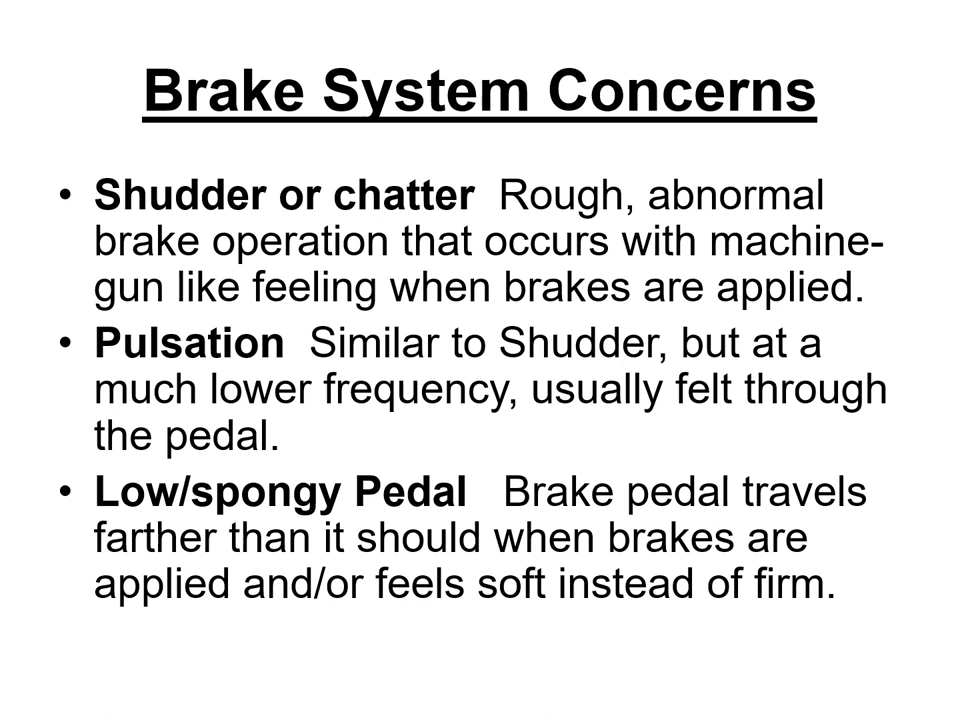 Brake System Concerns
• Shudder or chatter  Rough, abnormal
brake operation that occurs with machine-
gun like feeling when brakes are applied.
• Pulsation  Similar to Shudder, but at a
much lower frequency, usually felt through
the pedal.
• Low/spongy Pedal   Brake pedal travels
farther than it should when brakes are
applied and/or feels soft instead of firm.